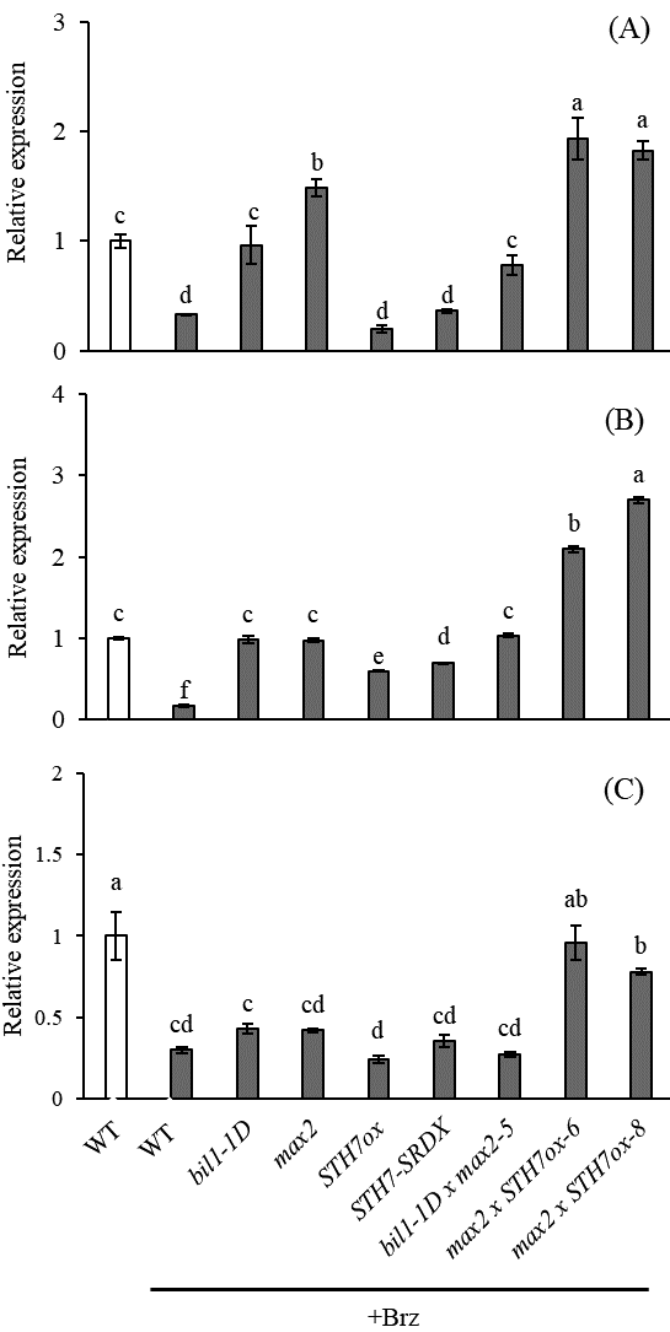 (A)
3
2
1
0
Relative expression
c
d
c
b
d
d
c
a
a
(B)
4
3
2
1
0
Relative expression
c
f
c
c
e
d
c
b
a
(C)
2
1.5
1
0.5
0
Relative expression
a
cd
c
cd
d
cd
cd
ab
b
WT
WT
bil1-1D
max2
STH7ox
STH7-SRDX
bil1-1D x max2-5
max2 x STH7ox-6
max2 x STH7ox-8
+Brz